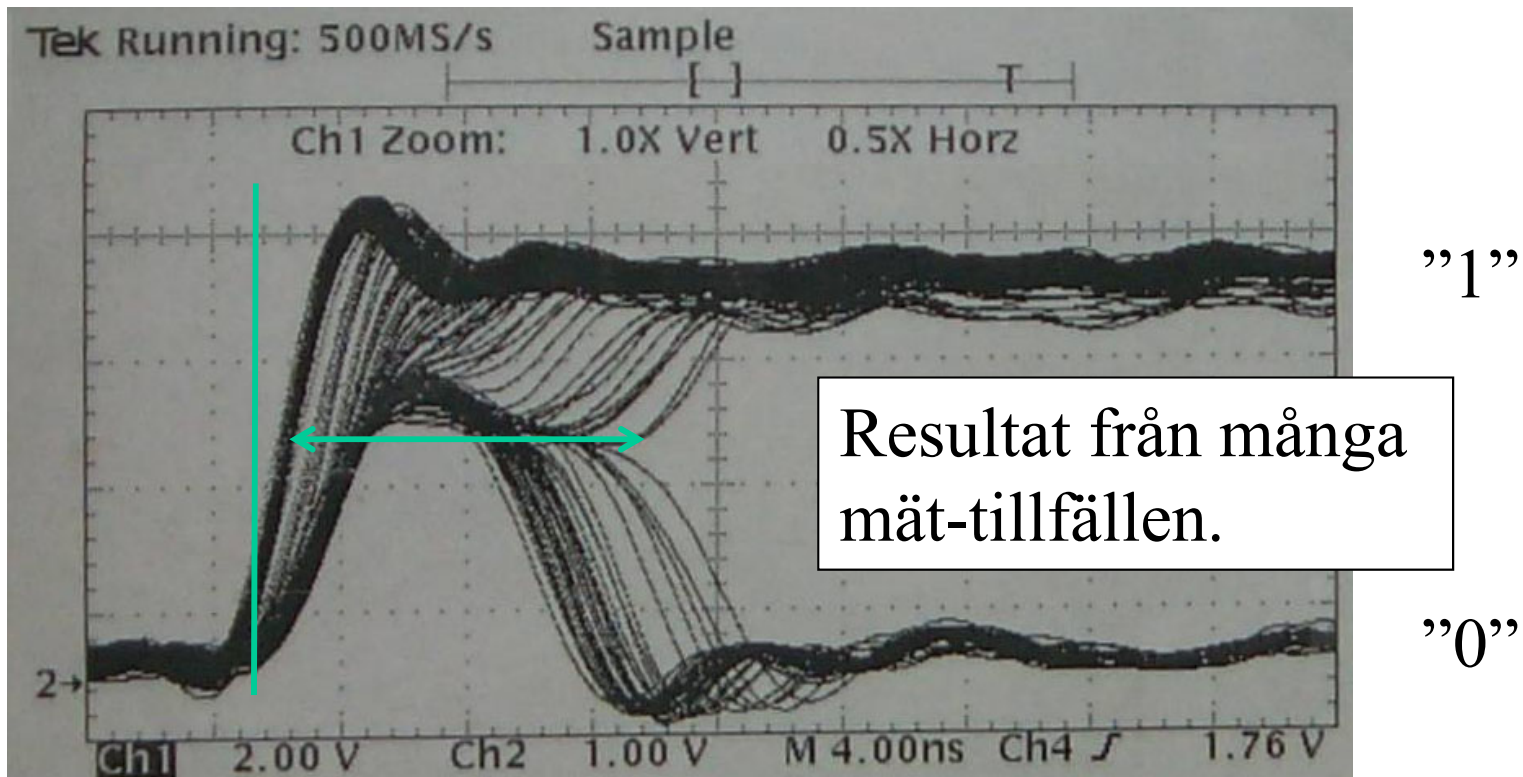 Tek Running: 500MS/s Sample
[ ] T
Ch1 Zoom: 1.0X Vert 0.5X Horz
”1”
Resultat från många
mät-tillfällen.
”0”
2→
Ch1 2.00 V Ch2 1.00 V M 4.00ns Ch4 ƒ 1.76 V